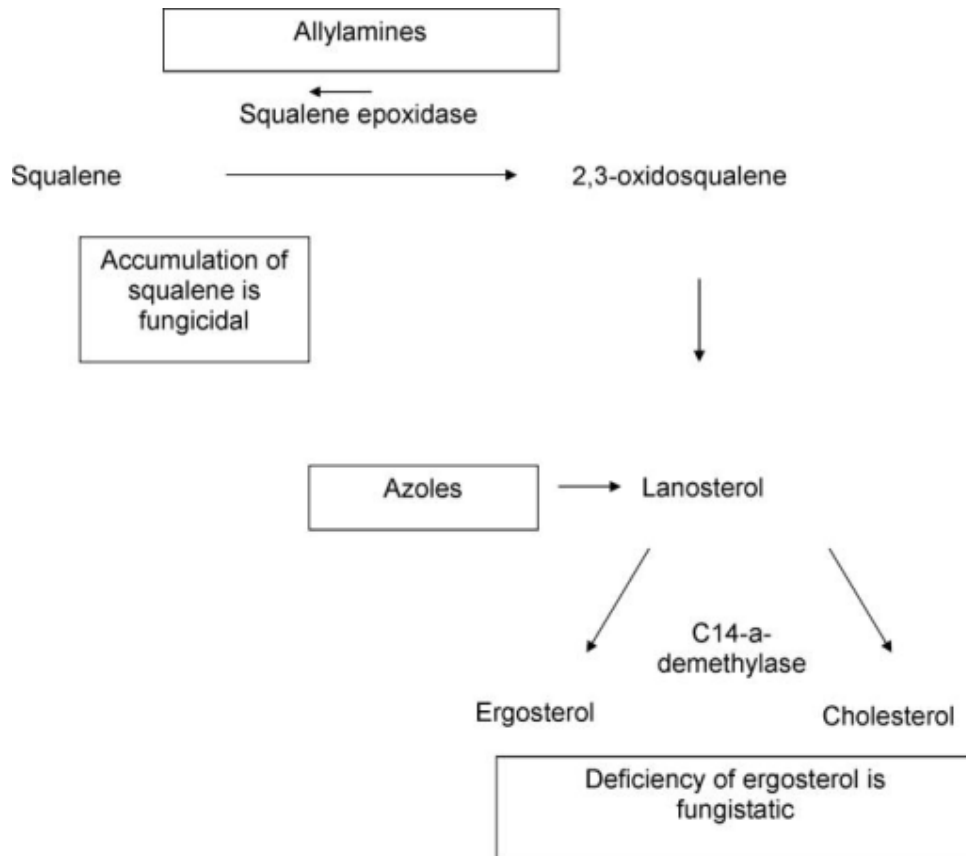 Allylamines
Squalene epoxidase
Squalene
2,3-oxidosqualene
Accumulation of
squalene is
fungicidal
Azoles
Lanosterol
C14-a-
demethylase
Ergosterol
Cholesterol
Deficiency of ergosterol is
fungistatic